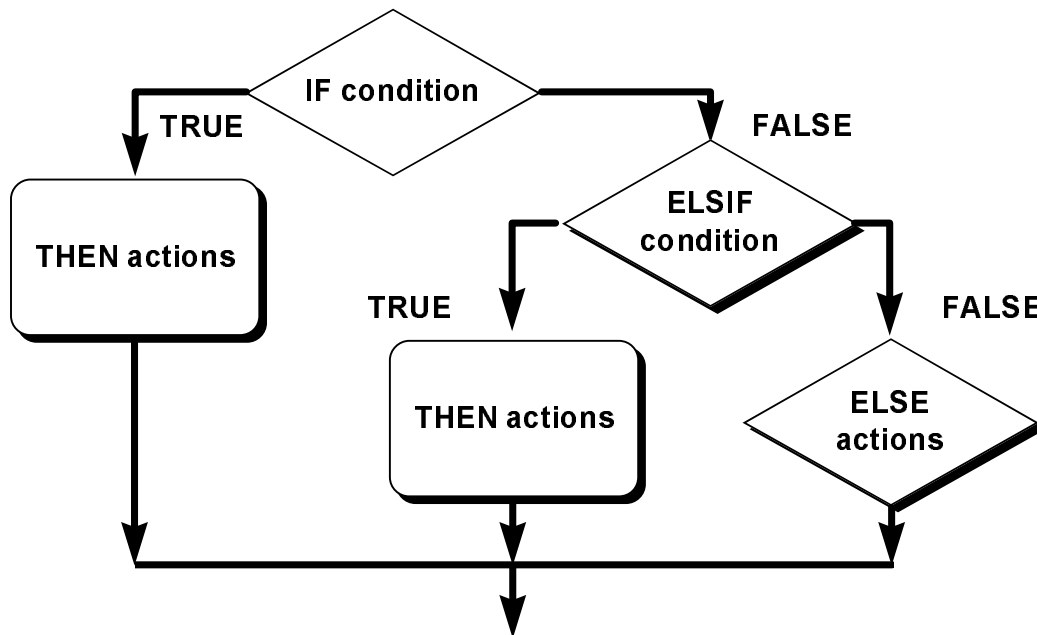 IF condition
TRUE
FALSE
THEN actions
ELSIF
condition
TRUE
FALSE
THEN actions
ELSE
actions